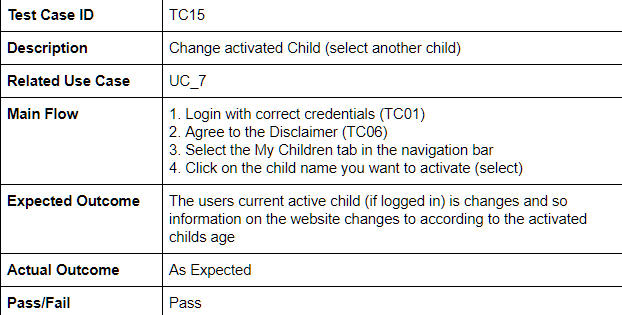 Test Case ID TC15
Description Change activated Child (select another child)
Related Use Case UC_7
Main Flow 1. Login with correct credentials (TC01)
2. Agree to the Disclaimer (TC06)
3. Select the My Children tab in the navigation bar
4. Click on the child name you want to activate (select)
Expected Outcome The users current active child (if logged in) is changes and so
information on the website changes to according to the activated
childs age
Actual Outcome As Expected
Pass/Fail Pass